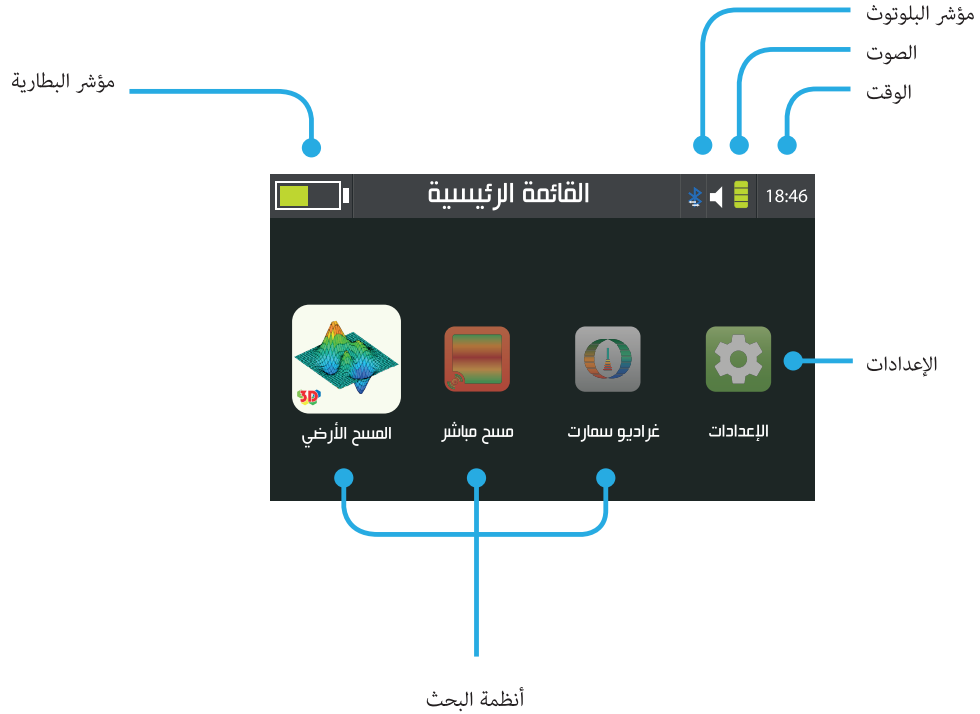 مؤشر البلوتوث
الصوت
الوقت
مؤشر البطارية
القائمة الرئيسية
18:46
الإعدادات
3D
المسح الأرضي
مسح مباشر
غراديو سمارت
الإعدادات
أنظمة البحث